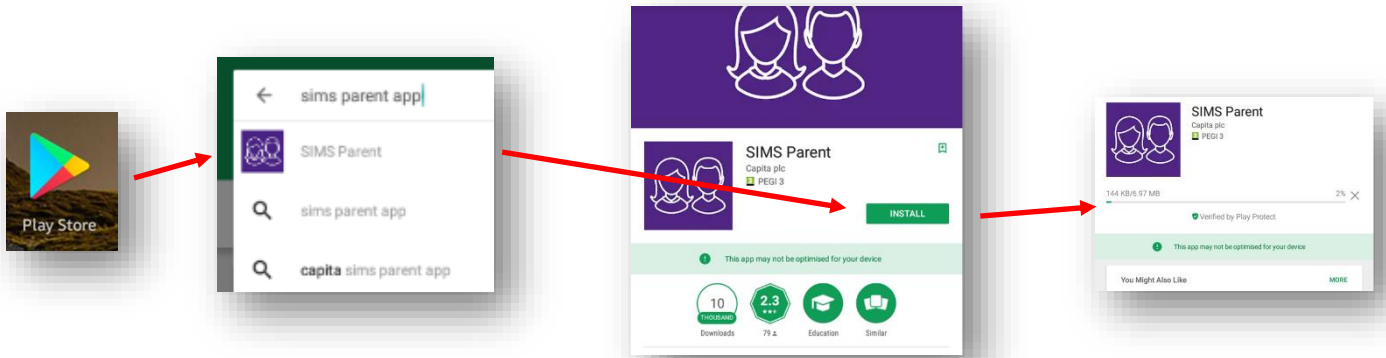 Play Store
sims parent app
SIMS Parent
sims parent app
capita sims parent app
SIMS Parent
Capita plc
PEGI 3
INSTALL
This app may not be optimised for your device
10
THOUSAND
Downloads
2.3
79
Education
Similar
SIMS Parent
Capita plc
PEGI 3
144 KB/6.97 MB
2%
Verified by Play Protect
This app may not be optimised for your device
You Might Also Like
MORE